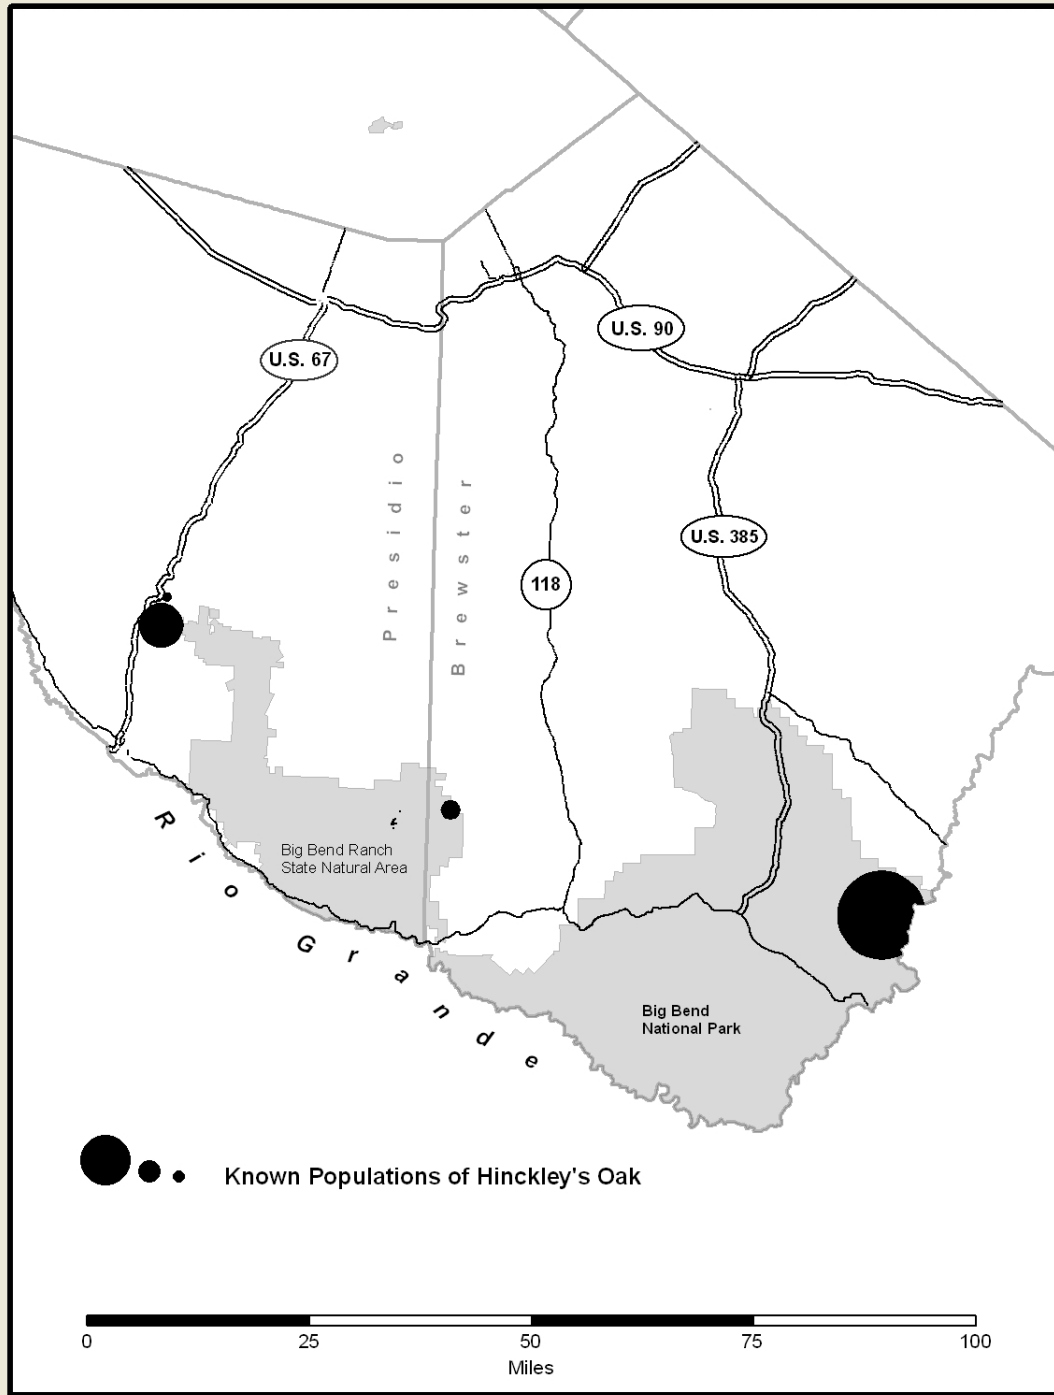 U.S. 90
U.S. 67
Presidio
Brewster
U.S. 385
118
Big Bend Ranch
State Natural Area
Rio Grande
Big Bend
National Park
Known Populations of Hinckley's Oak
0 25 50 75 100
Miles